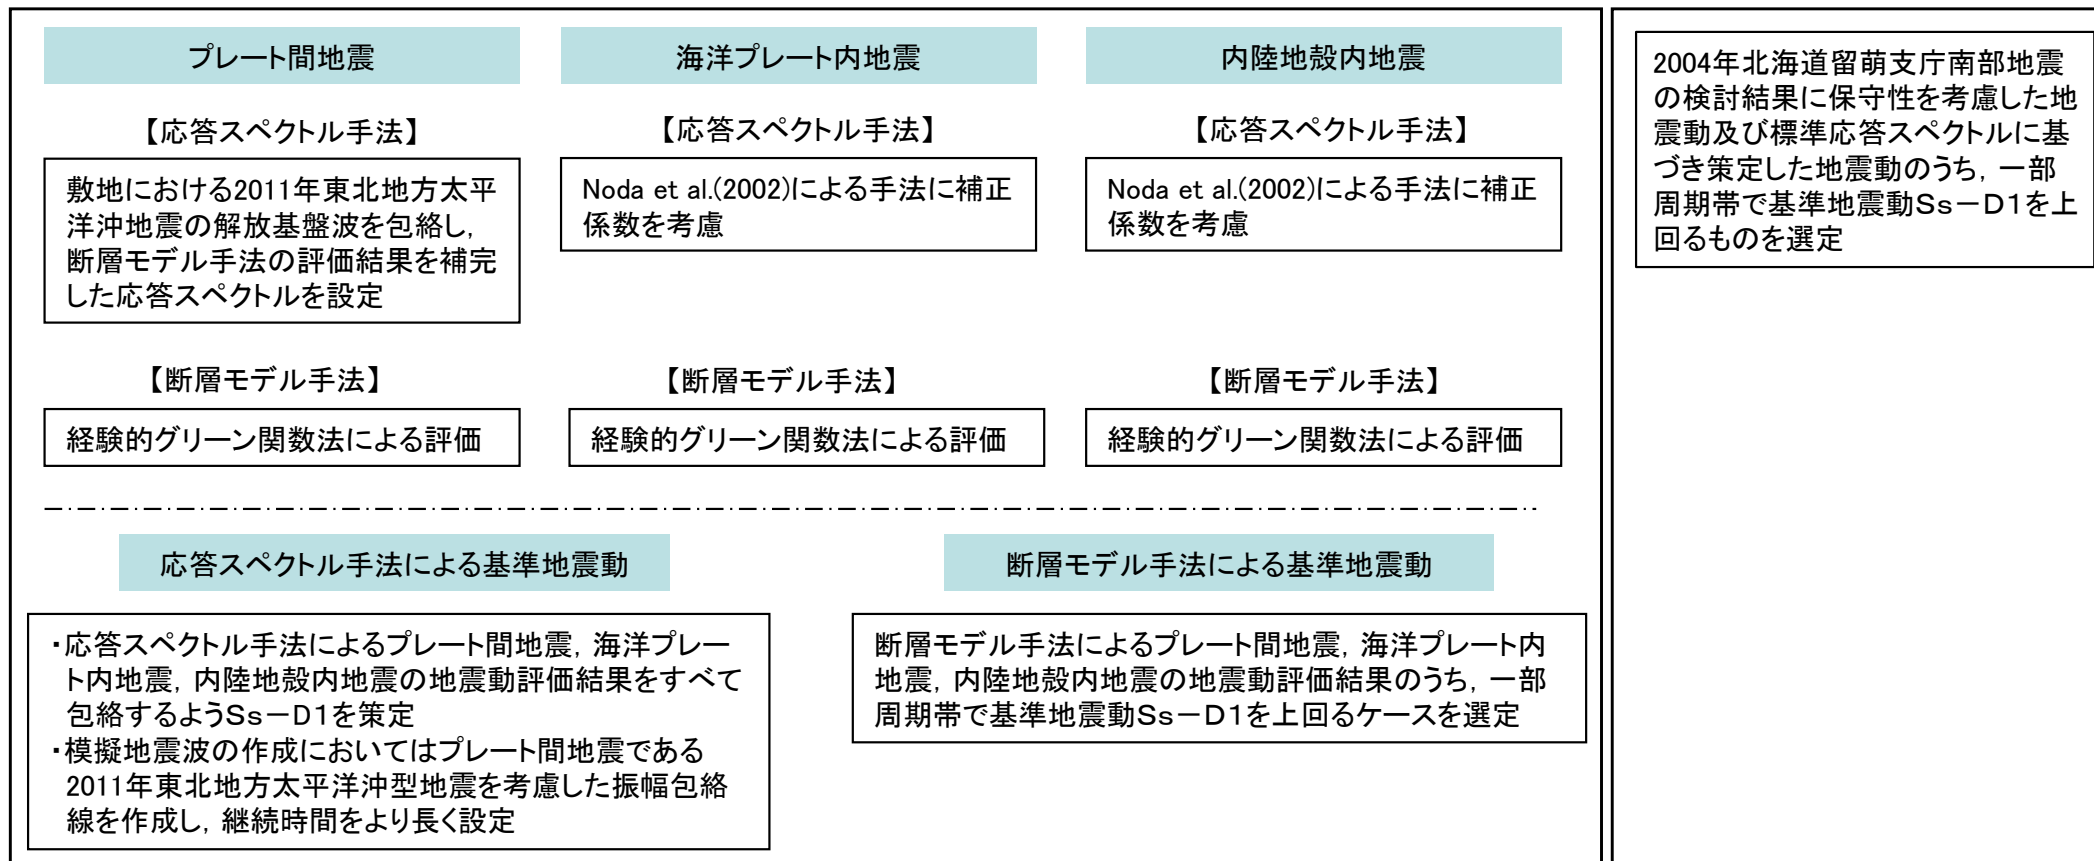 プレート間地震
【応答スペクトル手法】
敷地における2011年東北地方太平
洋沖地震の解放基盤波を包絡し，
断層モデル手法の評価結果を補完
した応答スペクトルを設定
【断層モデル手法】
経験的グリーン関数法による評価
海洋プレート内地震
【応答スペクトル手法】
Noda et al.(2002)による手法に補正
係数を考慮
【断層モデル手法】
経験的グリーン関数法による評価
内陸地殻内地震
【応答スペクトル手法】
Noda et al.(2002)による手法に補正
係数を考慮
【断層モデル手法】
経験的グリーン関数法による評価
応答スペクトル手法による基準地震動
・応答スペクトル手法によるプレート間地震，海洋プレー
ト内地震，内陸地殻内地震の地震動評価結果をすべて
包絡するようＳｓ－Ｄ１を策定
・模擬地震波の作成においてはプレート間地震である
2011年東北地方太平洋沖型地震を考慮した振幅包絡
線を作成し，継続時間をより長く設定
断層モデル手法による基準地震動
断層モデル手法によるプレート間地震，海洋プレート内
地震，内陸地殻内地震の地震動評価結果のうち，一部
周期帯で基準地震動Ｓｓ－Ｄ１を上回るケースを選定
2004年北海道留萌支庁南部地震
の検討結果に保守性を考慮した地
震動及び標準応答スペクトルに基
づき策定した地震動のうち，一部
周期帯で基準地震動Ｓｓ－Ｄ１を上
回るものを選定